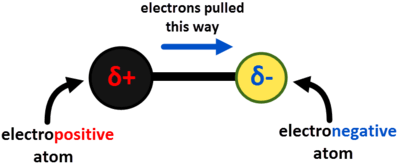 electrons pulled
this way
δ+
δ-
electropositive
atom
electronegative
atom